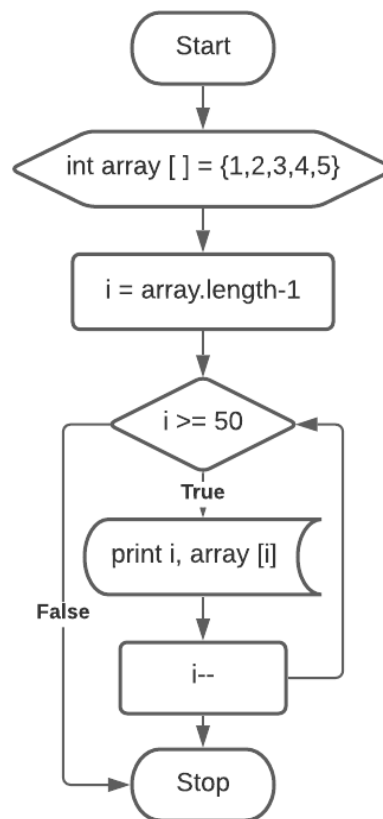 Start
int array [ ] = {1,2,3,4,5}
i = array.length-1
i >= 50
True
print i, array [i]
False
i--
Stop